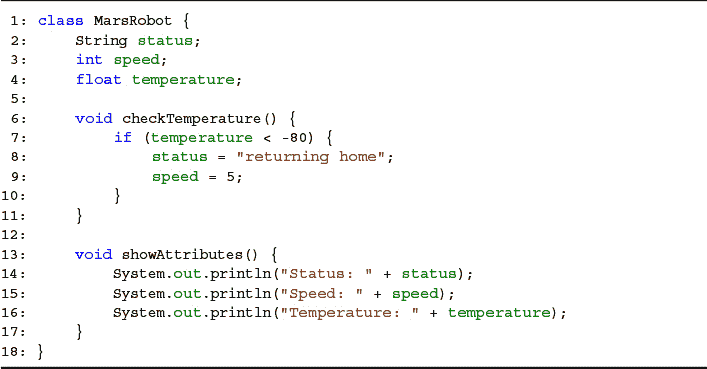 1: class MarsRobot {
2:     String status;
3:     int speed;
4:     float temperature;
5:
6:     void checkTemperature() {
7:         if (temperature < -80) {
8:             status = "returning home";
9:             speed = 5;
10:         }
11:     }
12:
13:     void showAttributes() {
14:         System.out.println("Status: " + status);
15:         System.out.println("Speed: " + speed);
16:         System.out.println("Temperature: " + temperature);
17:     }
18: }